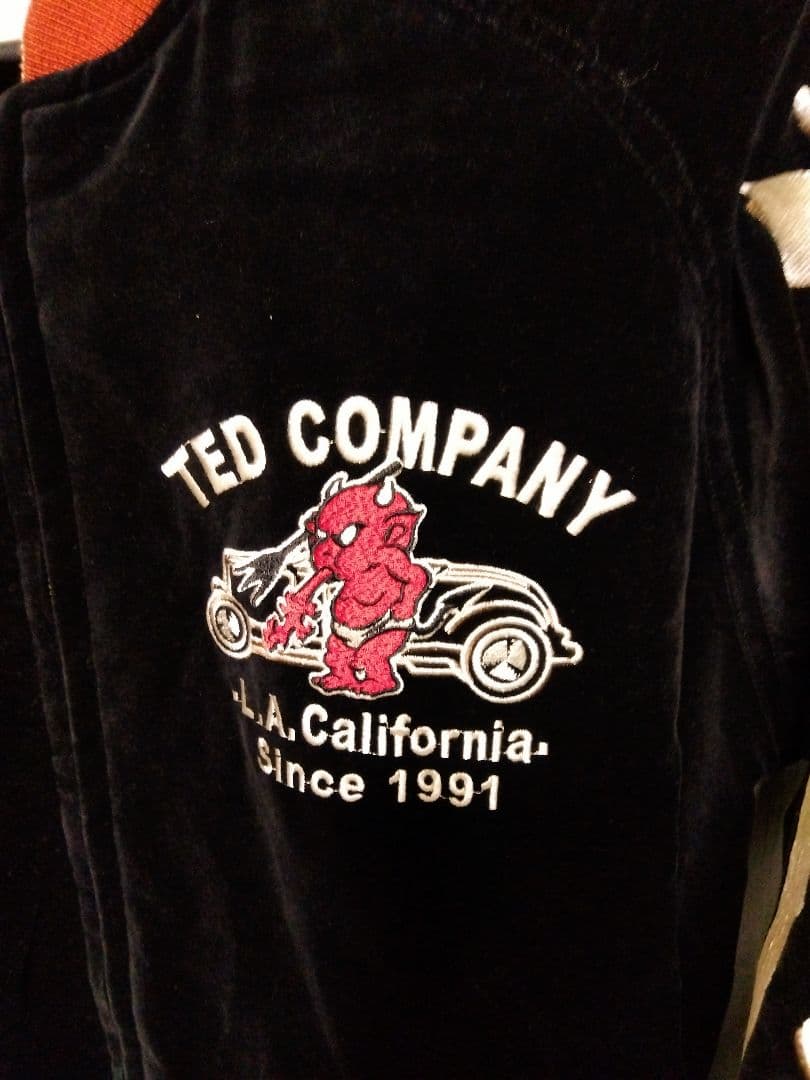 TED COMPANY
.L.A.California.
since 1991